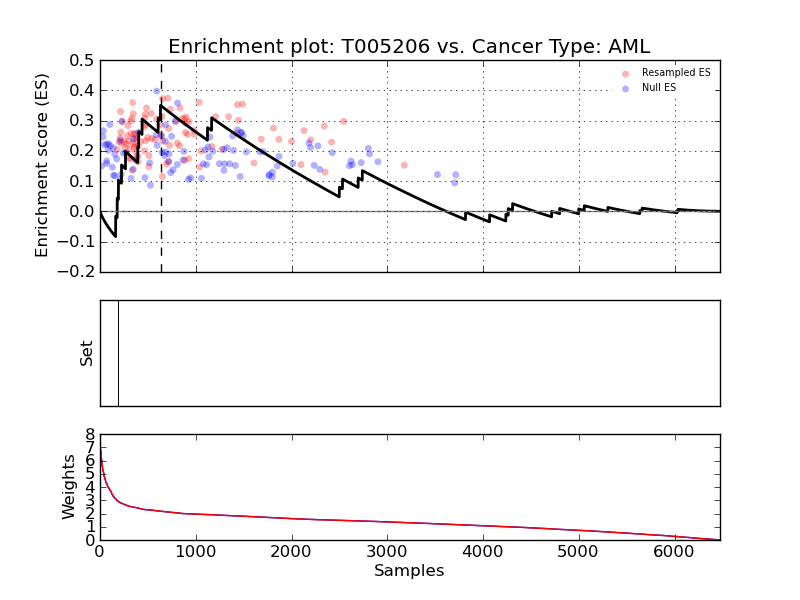 Enrichment plot: T005206 vs. Cancer Type: AML
Enrichment score (ES)
0.5
0.4
0.3
0.2
0.1
0.0
−0.1
−0.2
Resampled ES
Null ES
Set
Weights
8
7
6
5
4
3
2
1
0
0 1000 2000 3000 4000 5000 6000
Samples